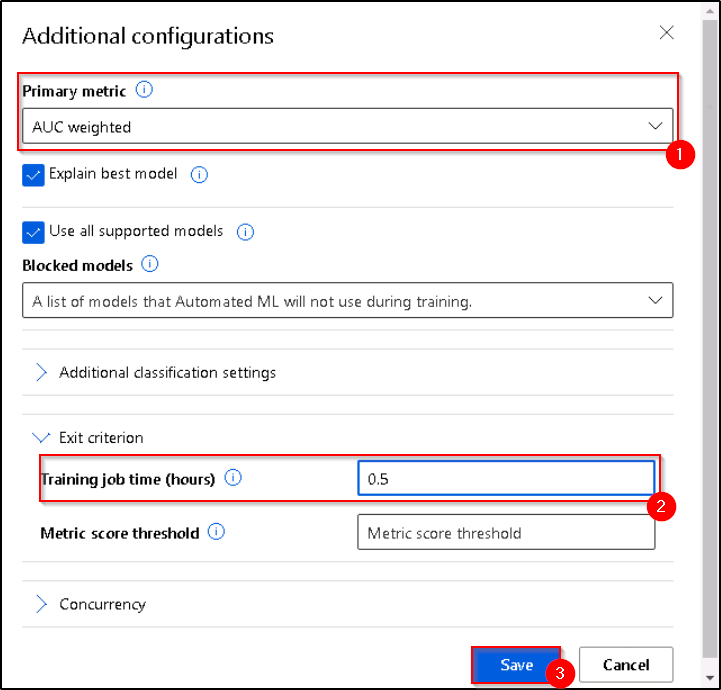 Additional configurations
Primary metric
AUC weighted
1
Explain best model
Use all supported models
Blocked models
A list of models that Automated ML will not use during training.
Additional classification settings
Exit criterion
Training job time (hours)
0.5
2
Metric score threshold
Metric score threshold
Concurrency
Save
3
Cancel